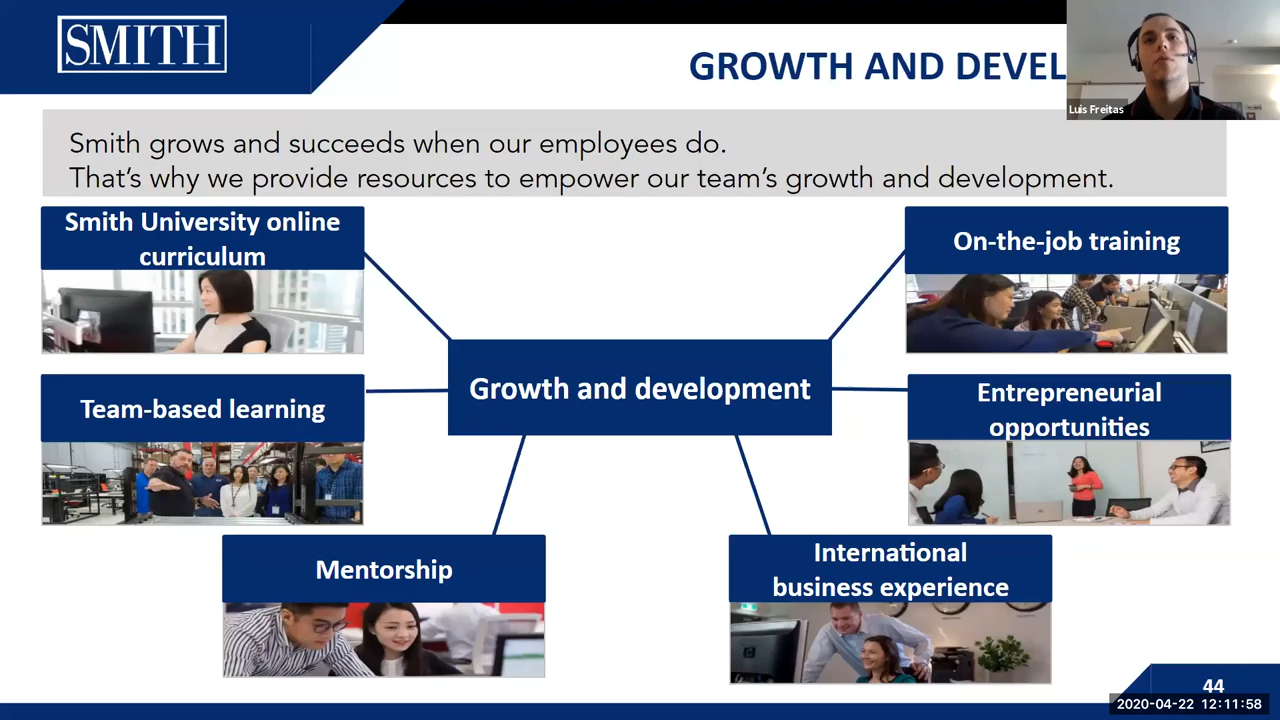 SMITH
GROWTH AND DEVEL
Luis Freitas
Smith grows and succeeds when our employees do.
That's why we provide resources to empower our team's growth and development.
Smith University online
curriculum
On-the-job training
Team-based learning
Growth and development
Entrepreneurial
opportunities
Mentorship
International
business experience
44
2020-04-22 12:11:58